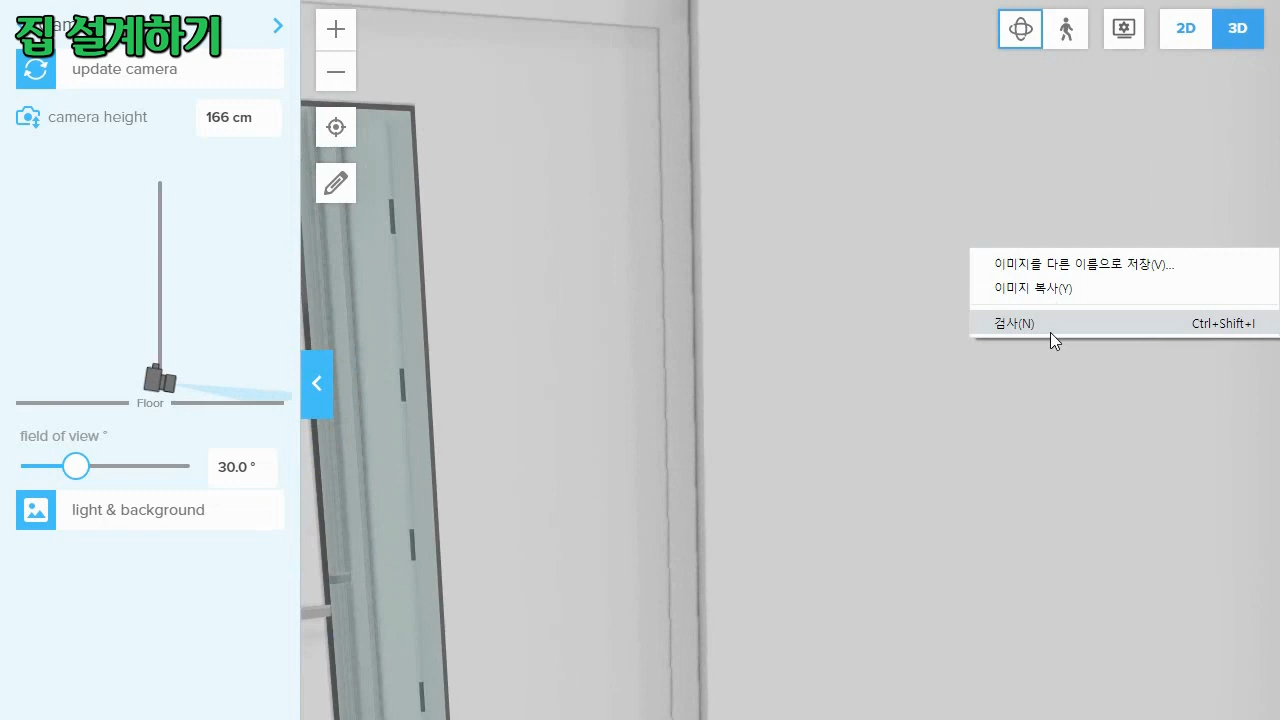 집 설계하기
update camera
camera height
166 cm
Floor
field of view °
30.0 °
light & background
2D
3D
이미지를 다른 이름으로 저장(V)...
이미지 복사(Y)
검사(N)
Ctrl+Shift+I